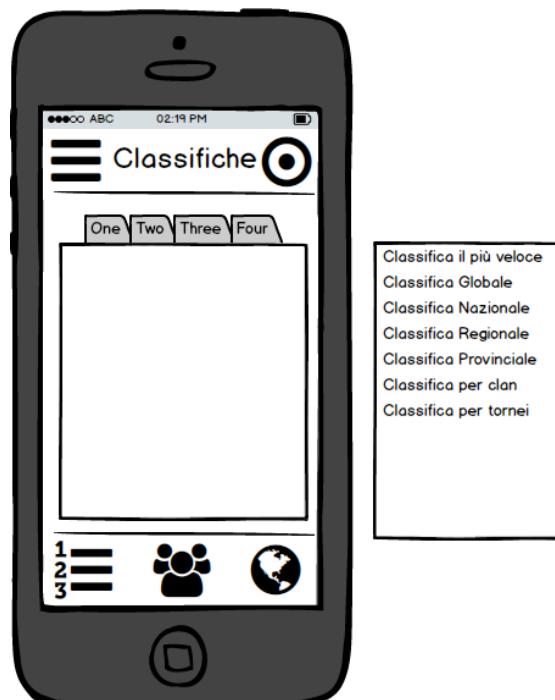 ABC 02:19 PM
Classifiche
One Two Three Four
1
2
3
Classifica il più veloce
Classifica Globale
Classifica Nazionale
Classifica Regionale
Classifica Provinciale
Classifica per clan
Classifica per tornei